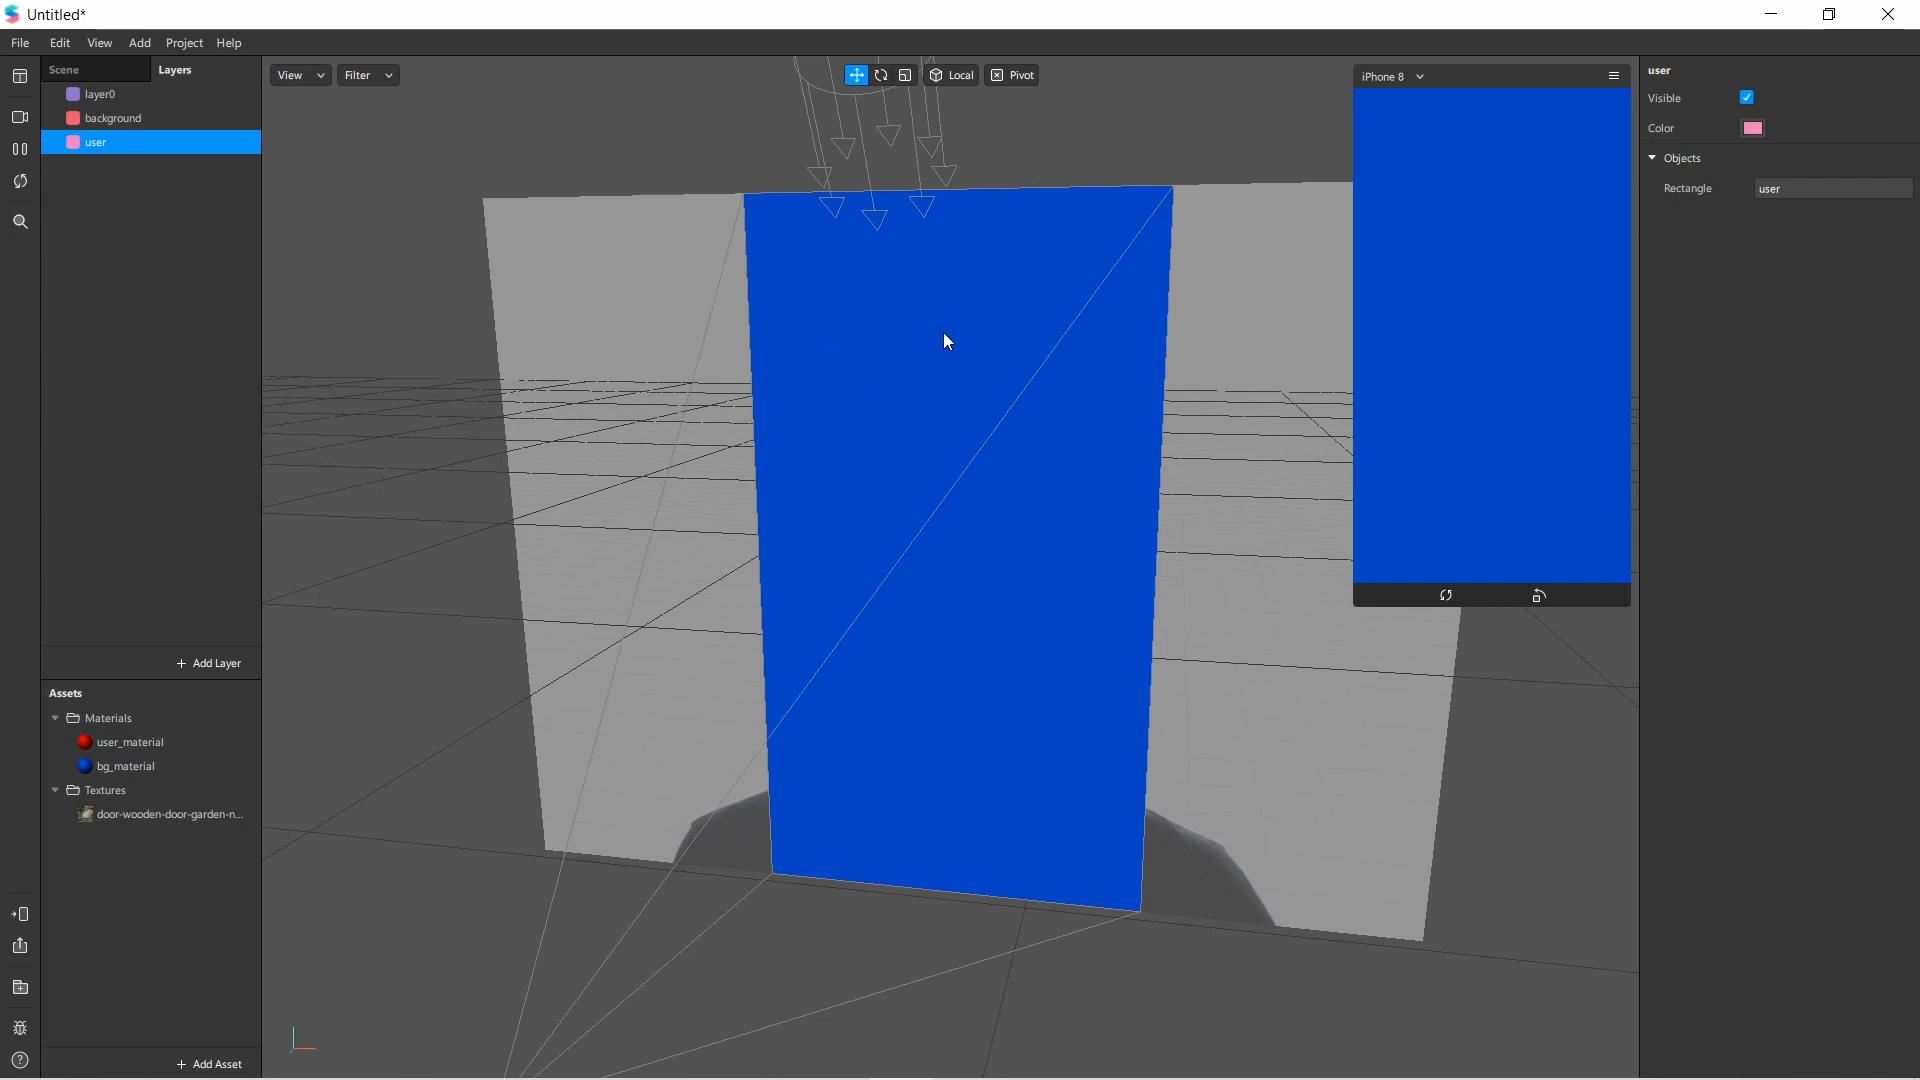 Untitled*
File Edit View Add Project Help
Scene Layers
layer0
background
user
+ Add Layer
Assets
Materials
user_material
bg_material
Textures
door-wooden-door-garden-n...
+ Add Asset
View Filter
Local Pivot
iPhone 8
user
Visible
Color
Objects
Rectangle user